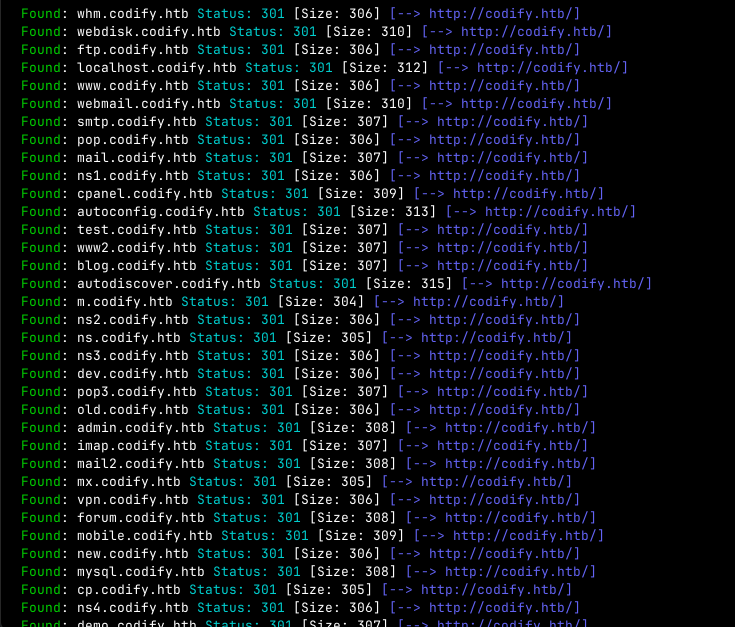 Found: whm.codify.htb Status: 301 [Size: 306] [--> http://codify.htb/]
Found: webdisk.codify.htb Status: 301 [Size: 310] [--> http://codify.htb/]
Found: ftp.codify.htb Status: 301 [Size: 306] [--> http://codify.htb/]
Found: localhost.codify.htb Status: 301 [Size: 312] [--> http://codify.htb/]
Found: www.codify.htb Status: 301 [Size: 306] [--> http://codify.htb/]
Found: webmail.codify.htb Status: 301 [Size: 310] [--> http://codify.htb/]
Found: smtp.codify.htb Status: 301 [Size: 307] [--> http://codify.htb/]
Found: pop.codify.htb Status: 301 [Size: 306] [--> http://codify.htb/]
Found: mail.codify.htb Status: 301 [Size: 307] [--> http://codify.htb/]
Found: ns1.codify.htb Status: 301 [Size: 306] [--> http://codify.htb/]
Found: cpanel.codify.htb Status: 301 [Size: 309] [--> http://codify.htb/]
Found: autoconfig.codify.htb Status: 301 [Size: 313] [--> http://codify.htb/]
Found: test.codify.htb Status: 301 [Size: 307] [--> http://codify.htb/]
Found: www2.codify.htb Status: 301 [Size: 307] [--> http://codify.htb/]
Found: blog.codify.htb Status: 301 [Size: 307] [--> http://codify.htb/]
Found: autodiscover.codify.htb Status: 301 [Size: 315] [--> http://codify.htb/]
Found: m.codify.htb Status: 301 [Size: 304] [--> http://codify.htb/]
Found: ns2.codify.htb Status: 301 [Size: 306] [--> http://codify.htb/]
Found: ns.codify.htb Status: 301 [Size: 305] [--> http://codify.htb/]
Found: ns3.codify.htb Status: 301 [Size: 306] [--> http://codify.htb/]
Found: dev.codify.htb Status: 301 [Size: 306] [--> http://codify.htb/]
Found: pop3.codify.htb Status: 301 [Size: 307] [--> http://codify.htb/]
Found: old.codify.htb Status: 301 [Size: 306] [--> http://codify.htb/]
Found: admin.codify.htb Status: 301 [Size: 308] [--> http://codify.htb/]
Found: imap.codify.htb Status: 301 [Size: 307] [--> http://codify.htb/]
Found: mail2.codify.htb Status: 301 [Size: 308] [--> http://codify.htb/]
Found: mx.codify.htb Status: 301 [Size: 305] [--> http://codify.htb/]
Found: vpn.codify.htb Status: 301 [Size: 306] [--> http://codify.htb/]
Found: forum.codify.htb Status: 301 [Size: 308] [--> http://codify.htb/]
Found: mobile.codify.htb Status: 301 [Size: 309] [--> http://codify.htb/]
Found: new.codify.htb Status: 301 [Size: 306] [--> http://codify.htb/]
Found: mysql.codify.htb Status: 301 [Size: 308] [--> http://codify.htb/]
Found: cp.codify.htb Status: 301 [Size: 305] [--> http://codify.htb/]
Found: ns4.codify.htb Status: 301 [Size: 306] [--> http://codify.htb/]
Found: demo.codify.htb Status: 301 [Size: 307] [--> http://codify.htb/]